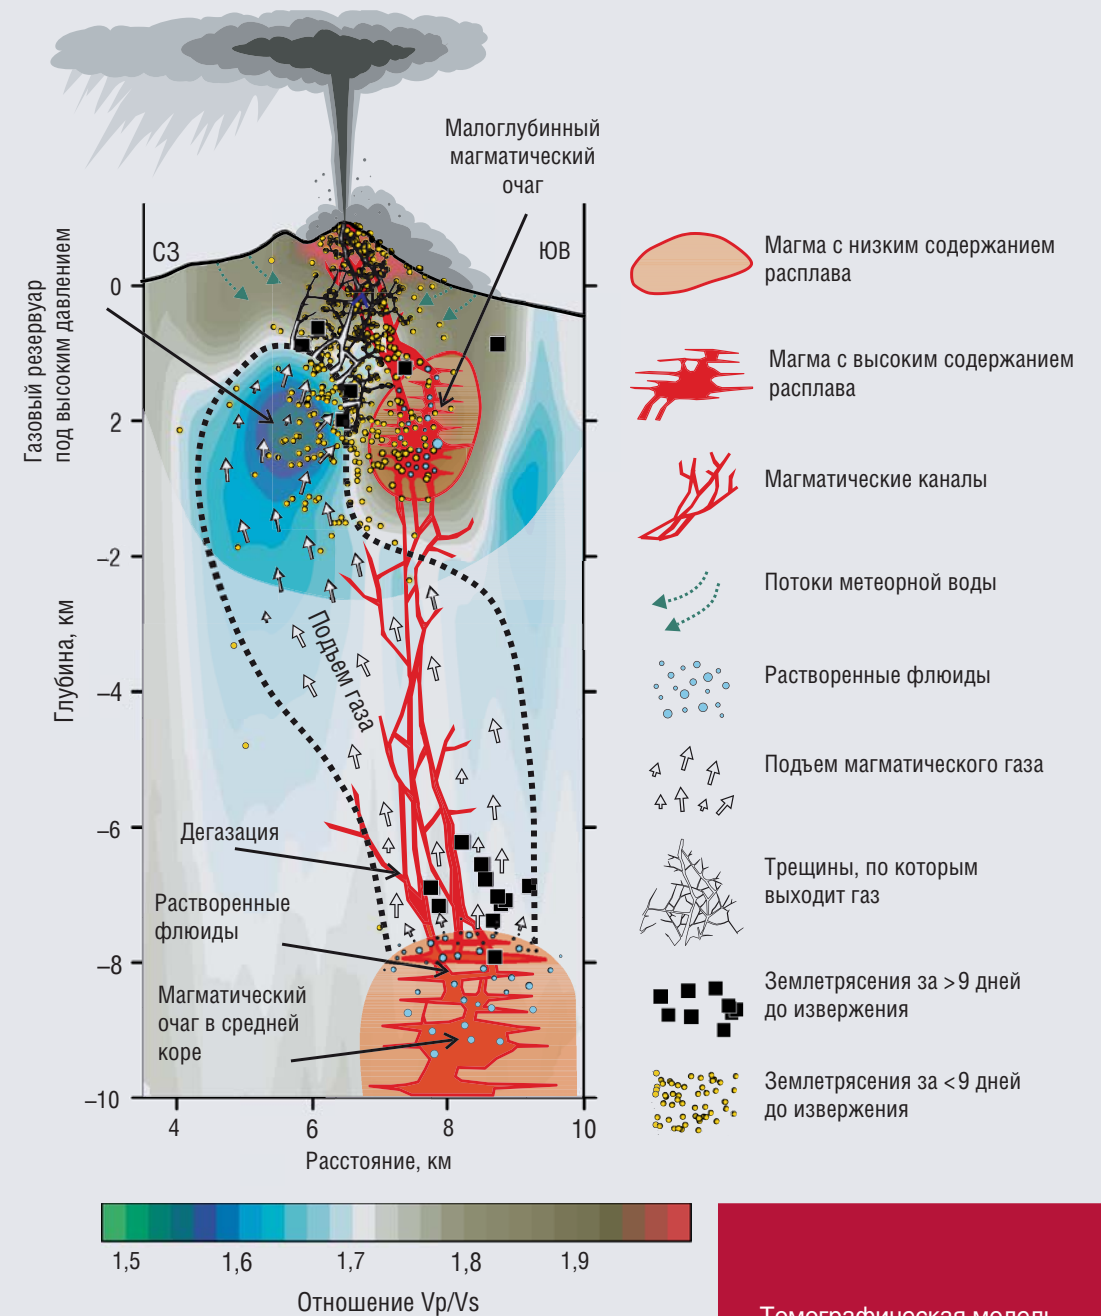 Малоглубинный
магматический
очаг
СЗ
ЮВ
Газовый резервуар
под высоким давлением
0
2
–2
–4
–6
–8
–10
Глубина, км
Подъем газа
Дегазация
Растворенные
флюиды
Магматический
очаг в средней
коре
4
6
8
10
Расстояние, км
Магма с низким содержанием
расплава
Магма с высоким содержанием
расплава
Магматические каналы
Потоки метеорной воды
Растворенные флюиды
Подъем магматического газа
Трещины, по которым
выходит газ
Землетрясения за >9 дней
до извержения
Землетрясения за <9 дней
до извержения
1,5
1,6
1,7
1,8
1,9
Отношение Vp/Vs
Томографическая модель